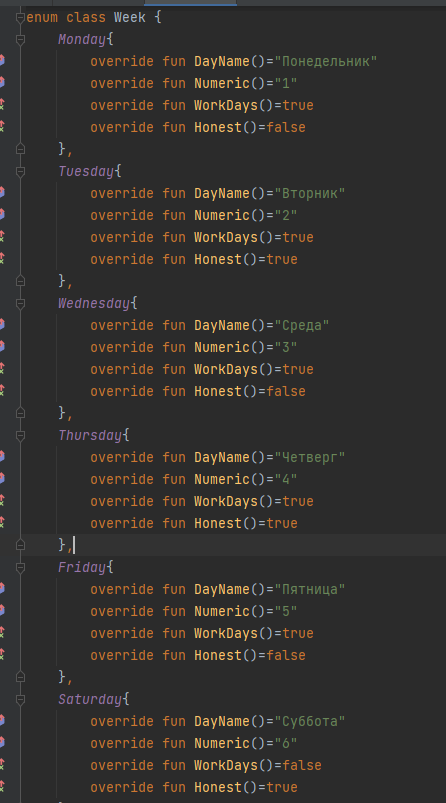 enum class Week {
Monday{
override fun DayName()="Понедельник"
override fun Numeric()="1"
override fun WorkDays()=true
override fun Honest()=false
},
Tuesday{
override fun DayName()="Вторник"
override fun Numeric()="2"
override fun WorkDays()=true
override fun Honest()=true
},
Wednesday{
override fun DayName()="Среда"
override fun Numeric()="3"
override fun WorkDays()=true
override fun Honest()=false
},
Thursday{
override fun DayName()="Четверг"
override fun Numeric()="4"
override fun WorkDays()=true
override fun Honest()=true
},
Friday{
override fun DayName()="Пятница"
override fun Numeric()="5"
override fun WorkDays()=true
override fun Honest()=false
},
Saturday{
override fun DayName()="Суббота"
override fun Numeric()="6"
override fun WorkDays()=false
override fun Honest()=true